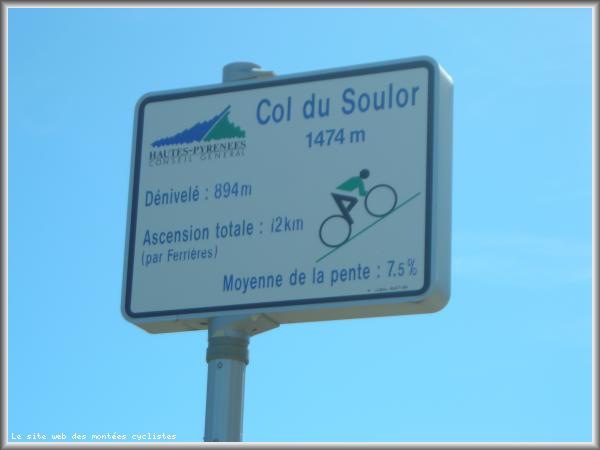 Col du Soulor
1474 m
HAUTES-PYRENEES
CONSEIL GENERAL
Dénivelé : 894m
Ascension totale : 12km
(par Ferrières)
Moyenne de la pente : 7.5%
Le site web des montées cyclistes